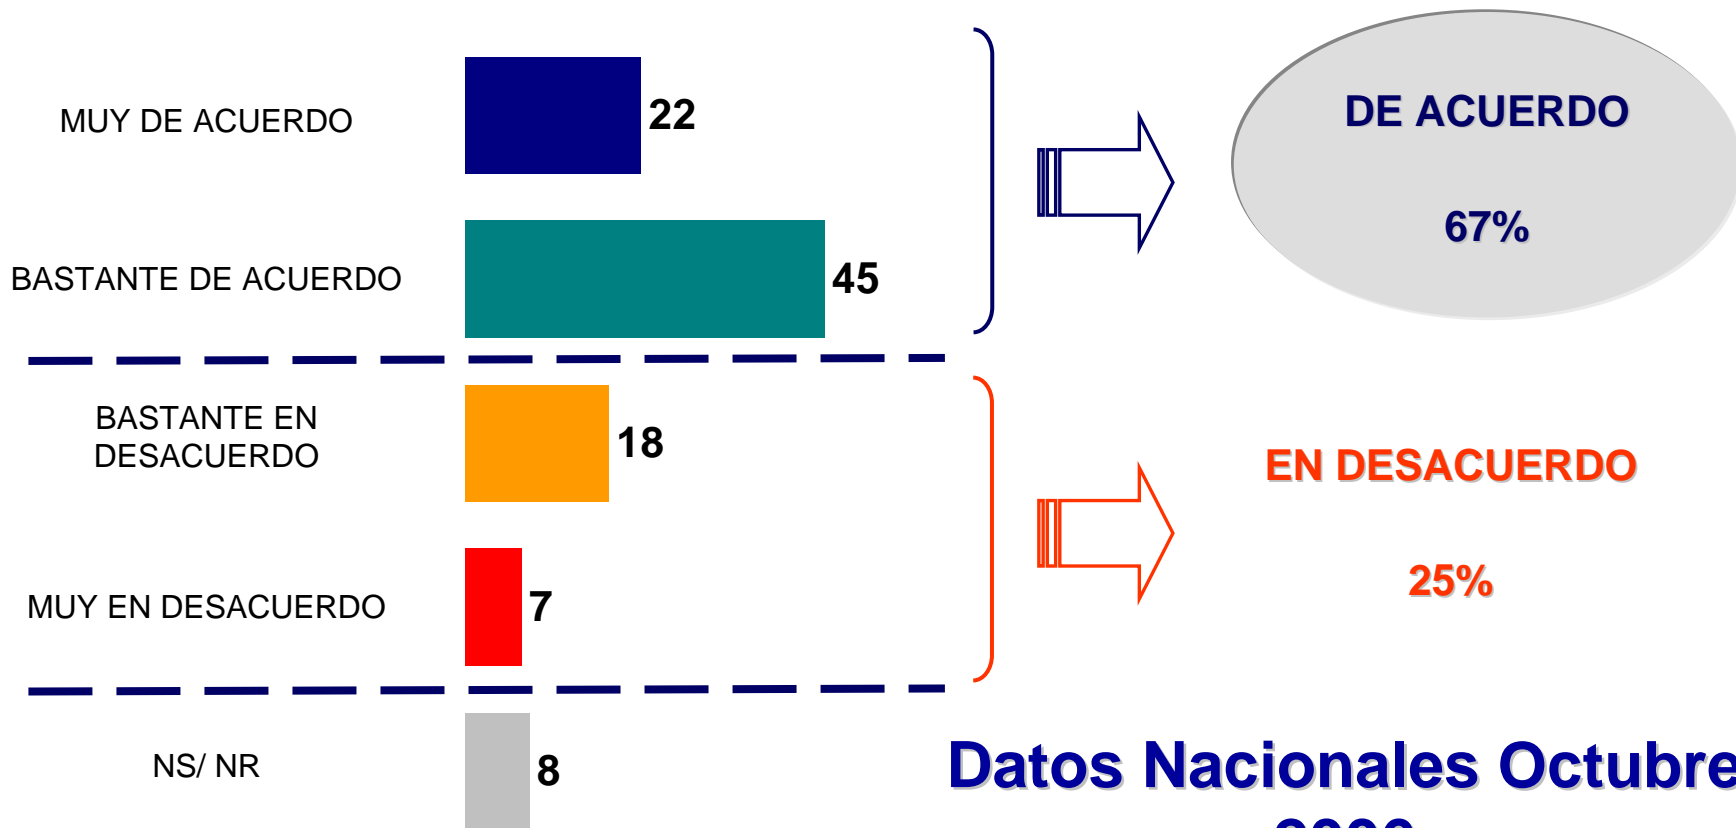 MUY DE ACUERDO
22
DE ACUERDO
67%
BASTANTE DE ACUERDO
45
BASTANTE EN
DESACUERDO
18
EN DESACUERDO
25%
MUY EN DESACUERDO
7
NS/ NR
8
Datos Nacionales Octubre